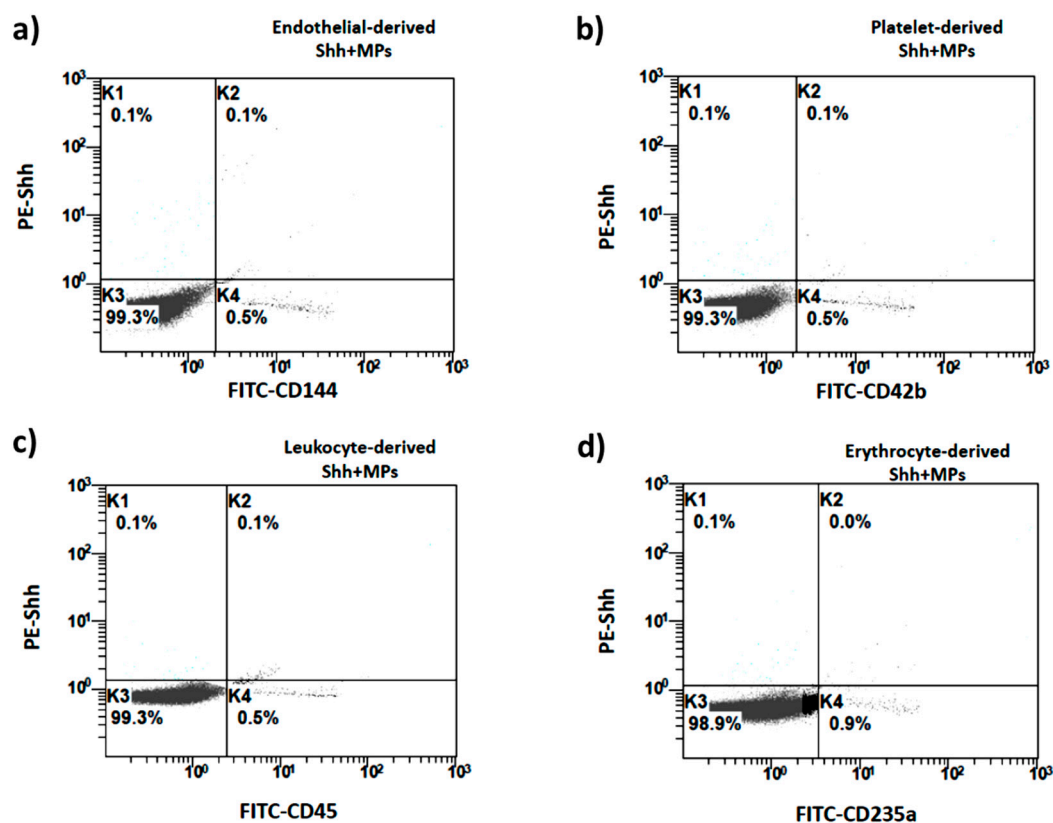 a)
Endothelial-derived
Shh+MPs
10³
K1
K2
0.1%
0.1%
10²
PE-Shh
10¹
10⁰
K3
K4
99.3%
0.5%
10⁰
10¹
10²
10³
FITC-CD144
b)
Platelet-derived
Shh+MPs
10³
K1
K2
0.1%
0.1%
10²
PE-Shh
10¹
10⁰
K3
K4
99.3%
0.5%
10⁰
10¹
10²
10³
FITC-CD42b
c)
Leukocyte-derived
Shh+MPs
10³
K1
K2
0.1%
0.1%
10²
PE-Shh
10¹
10⁰
K3
K4
99.3%
0.5%
10⁰
10¹
10²
10³
FITC-CD45
d)
Erythrocyte-derived
Shh+MPs
10³
K1
K2
0.1%
0.0%
10²
PE-Shh
10¹
10⁰
K3
K4
98.9%
0.9%
10⁰
10¹
10²
10³
FITC-CD235a